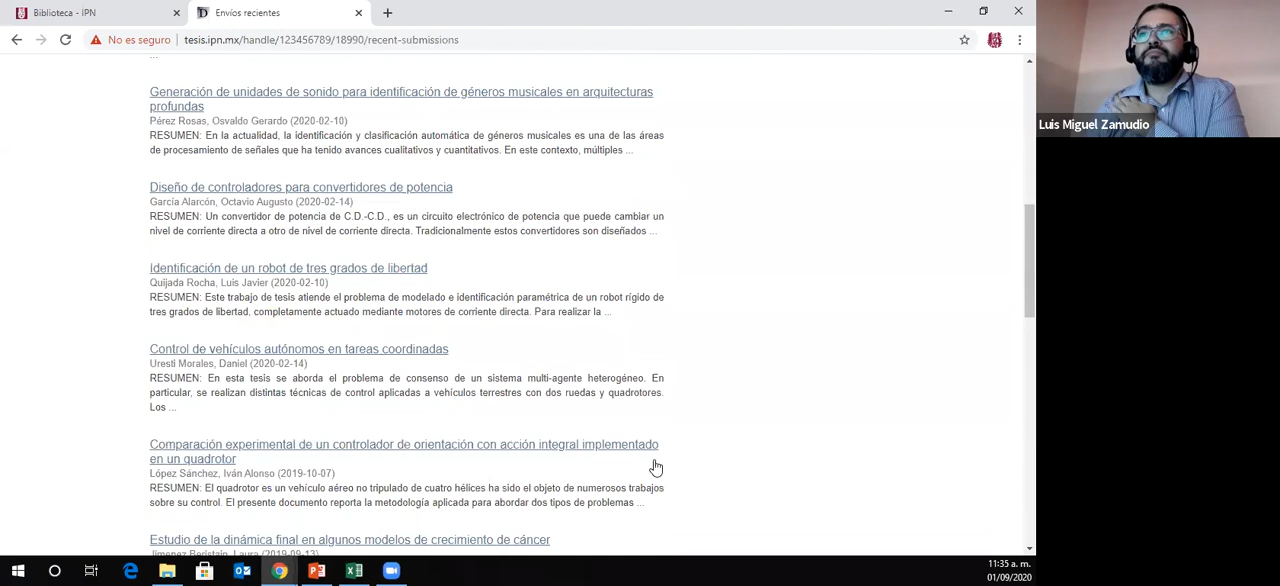 Biblioteca - IPN
Envíos recientes
No es seguro
tesis.ipn.mx/handle/123456789/18990/recent-submissions
Luis Miguel Zamudio
...
Generación de unidades de sonido para identificación de géneros musicales en arquitecturas
profundas
Pérez Rosas, Osvaldo Gerardo (2020-02-10)
RESUMEN: En la actualidad, la identificación y clasificación automática de géneros musicales es una de las áreas
de procesamiento de señales que ha tenido avances cualitativos y cuantitativos. En este contexto, múltiples ...
Diseño de controladores para convertidores de potencia
García Alarcón, Octavio Augusto (2020-02-14)
RESUMEN: Un convertidor de potencia de C.D.-C.D., es un circuito electrónico de potencia que puede cambiar un
nivel de corriente directa a otro de nivel de corriente directa. Tradicionalmente estos convertidores son diseñados ...
Identificación de un robot de tres grados de libertad
Quijada Rocha, Luis Javier (2020-02-10)
RESUMEN: Este trabajo de tesis atiende el problema de modelado e identificación paramétrica de un robot rígido de
tres grados de libertad, completamente actuado mediante motores de corriente directa. Para realizar la ...
Control de vehículos autónomos en tareas coordinadas
Uresti Morales, Daniel (2020-02-14)
RESUMEN: En esta tesis se aborda el problema de consenso de un sistema multi-agente heterogéneo. En
particular, se realizan distintas técnicas de control aplicadas a vehículos terrestres con dos ruedas y quadrotores.
Los ...
Comparación experimental de un controlador de orientación con acción integral implementado
en un quadrotor
López Sánchez, Iván Alonso (2019-10-07)
RESUMEN: El quadrotor es un vehículo aéreo no tripulado de cuatro hélices ha sido el objeto de numerosos trabajos
sobre su control. El presente documento reporta la metodología aplicada para abordar dos tipos de problemas ...
Estudio de la dinámica final en algunos modelos de crecimiento de cáncer
Jimenez Beristain, Laura (2019-09-13)
11:35 a. m.
01/09/2020